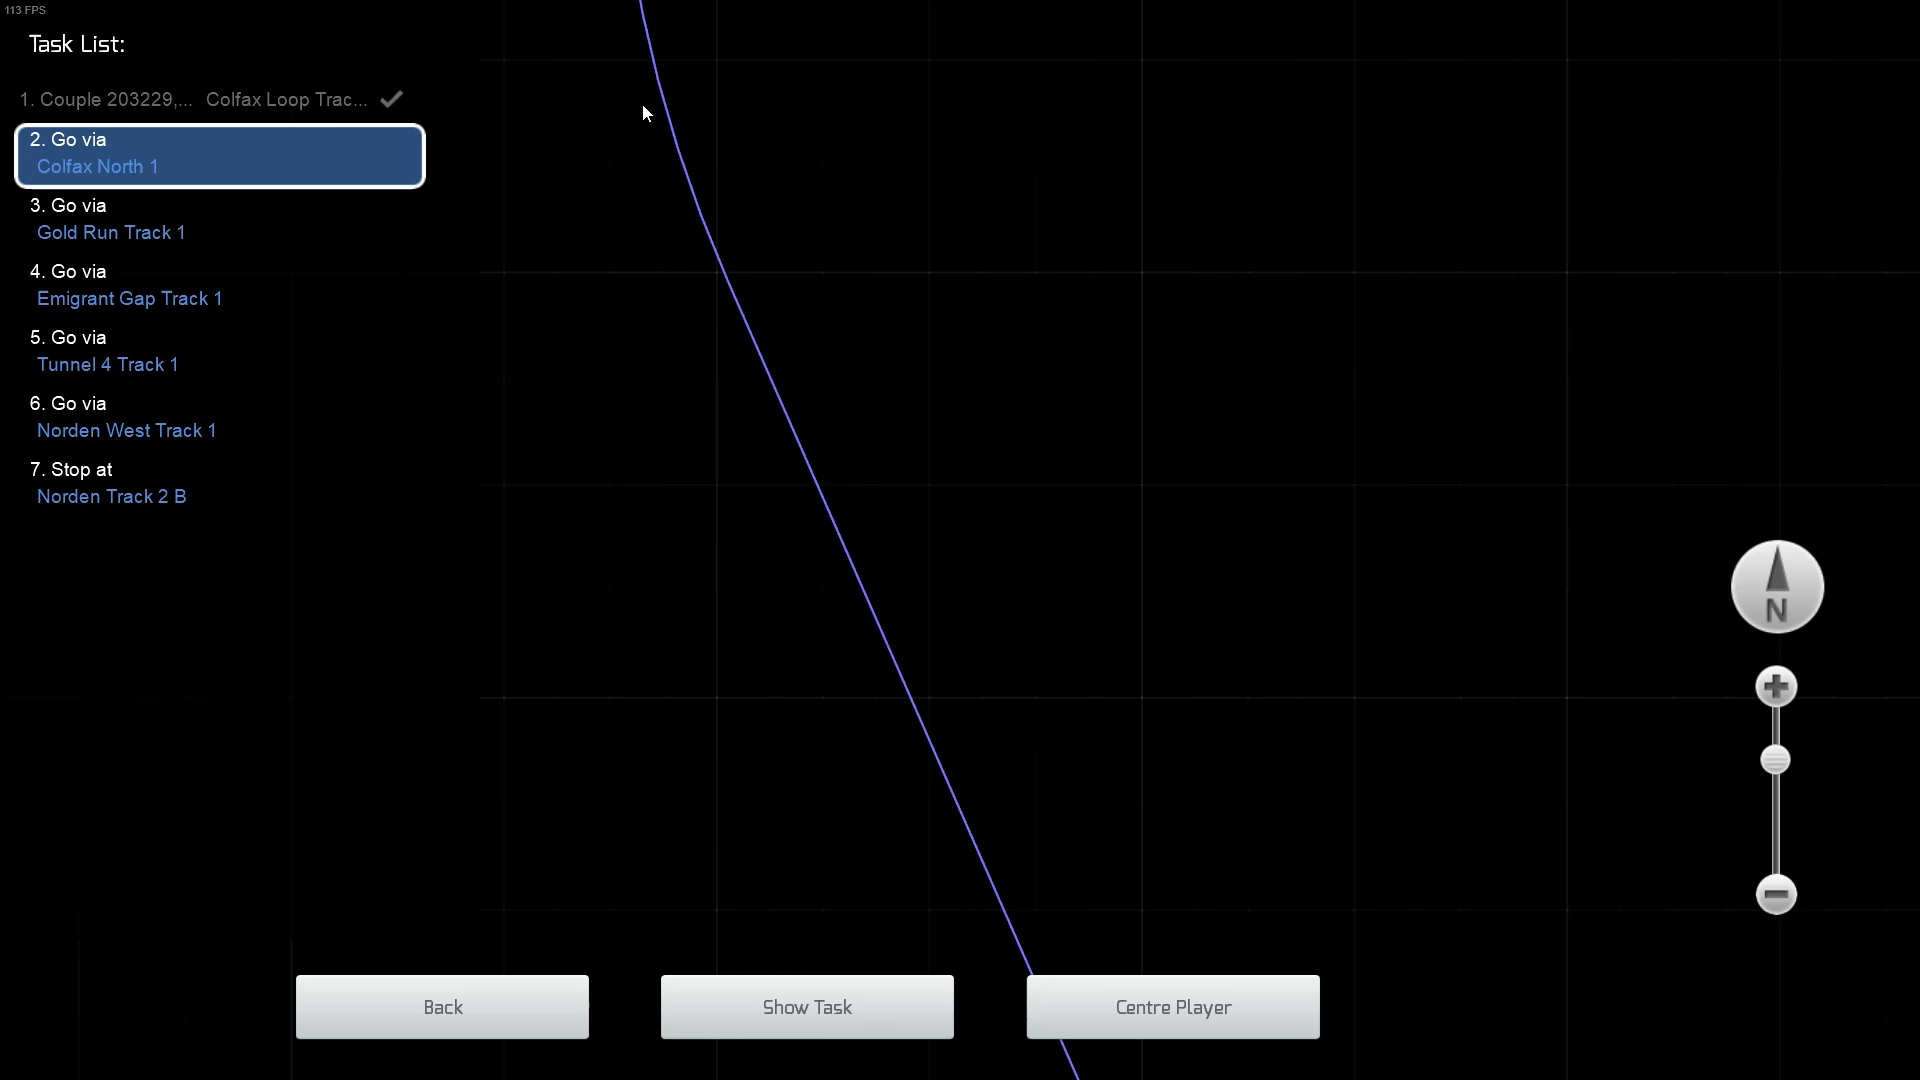 113 FPS
Task List:
1. Couple 203229,... Colfax Loop Trac...
2. Go via
Colfax North 1
3. Go via
Gold Run Track 1
4. Go via
Emigrant Gap Track 1
5. Go via
Tunnel 4 Track 1
6. Go via
Norden West Track 1
7. Stop at
Norden Track 2 B
N
Back Show Task Centre Player